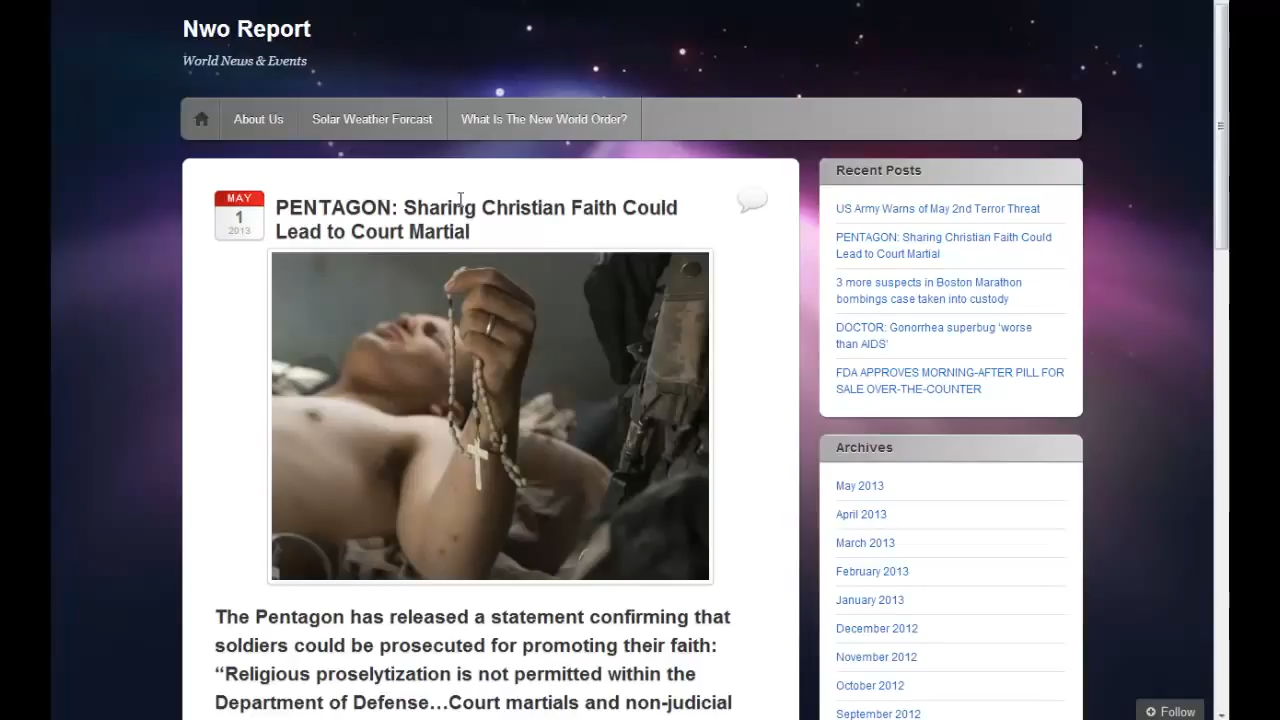 Nwo Report
World News & Events
About Us
Solar Weather Forcast
What Is The New World Order?
MAY
1
2013
PENTAGON: Sharing Christian Faith Could
Lead to Court Martial
The Pentagon has released a statement confirming that
soldiers could be prosecuted for promoting their faith:
“Religious proselytization is not permitted within the
Department of Defense…Court martials and non-judicial
Recent Posts
US Army Warns of May 2nd Terror Threat
PENTAGON: Sharing Christian Faith Could
Lead to Court Martial
3 more suspects in Boston Marathon
bombings case taken into custody
DOCTOR: Gonorrhea superbug ‘worse
than AIDS’
FDA APPROVES MORNING-AFTER PILL FOR
SALE OVER-THE-COUNTER
Archives
May 2013
April 2013
March 2013
February 2013
January 2013
December 2012
November 2012
October 2012
September 2012
Follow